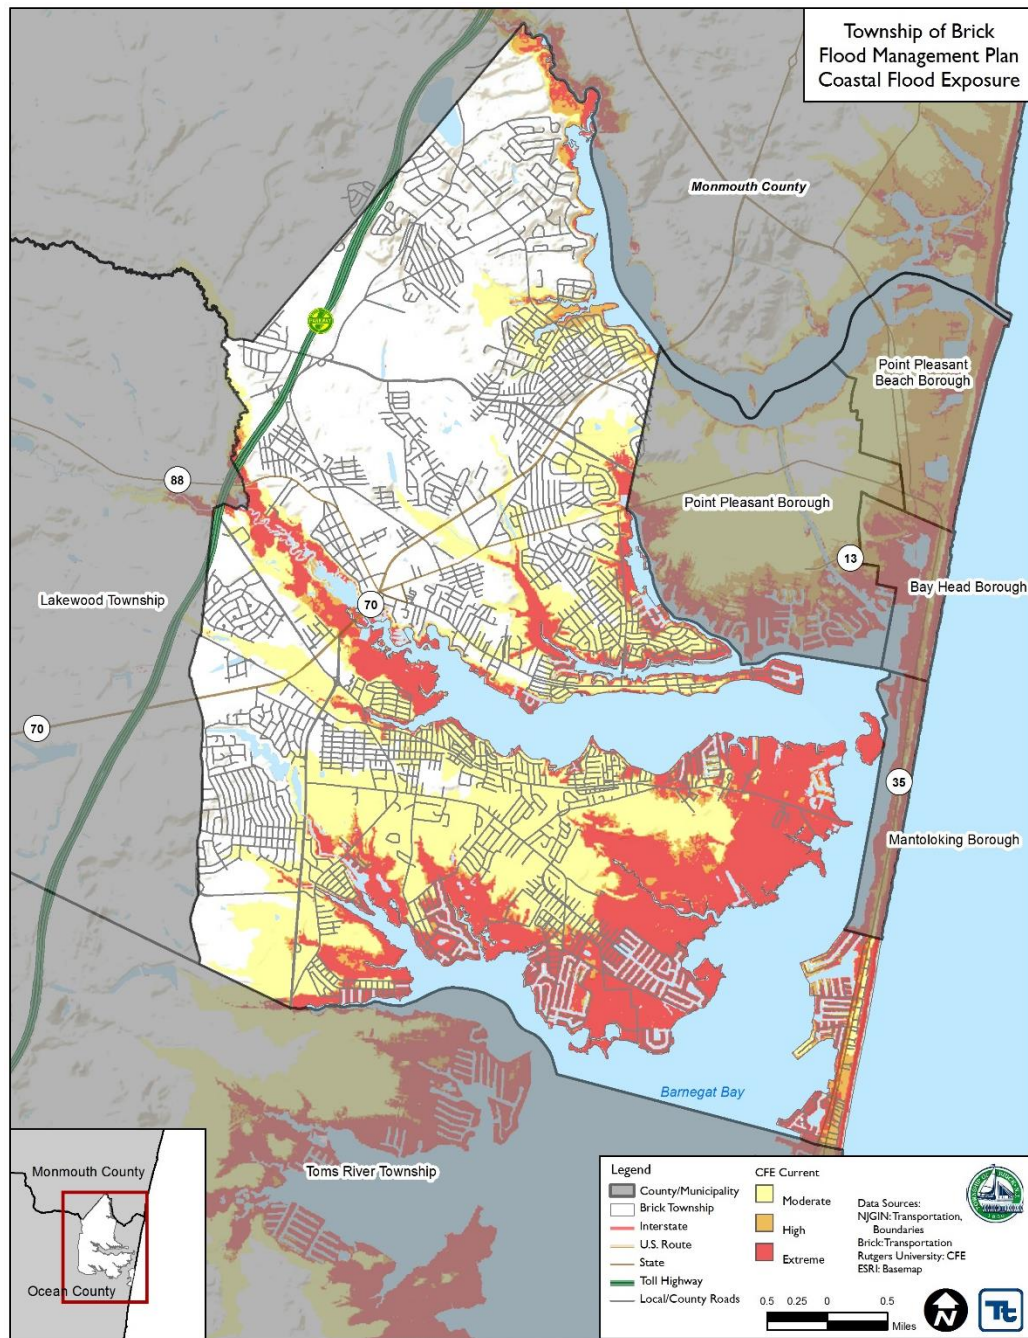 Township of Brick
Flood Management Plan
Coastal Flood Exposure
Monmouth County
Point Pleasant
Beach Borough
88
Point Pleasant Borough
13
Lakewood Township
70
Bay Head Borough
70
35
Mantoloking Borough
Barnegat Bay
Toms River Township
Monmouth County
Ocean County
Legend
County/Municipality
Brick Township
Interstate
U.S. Route
State
Toll Highway
Local/County Roads
CFE Current
Moderate
High
Extreme
Data Sources:
NJGIN: Transportation,
Boundaries
Brick: Transportation
Rutgers University: CFE
ESRI: Basemap
0.5 0.25 0 0.5
Miles
N
Tt